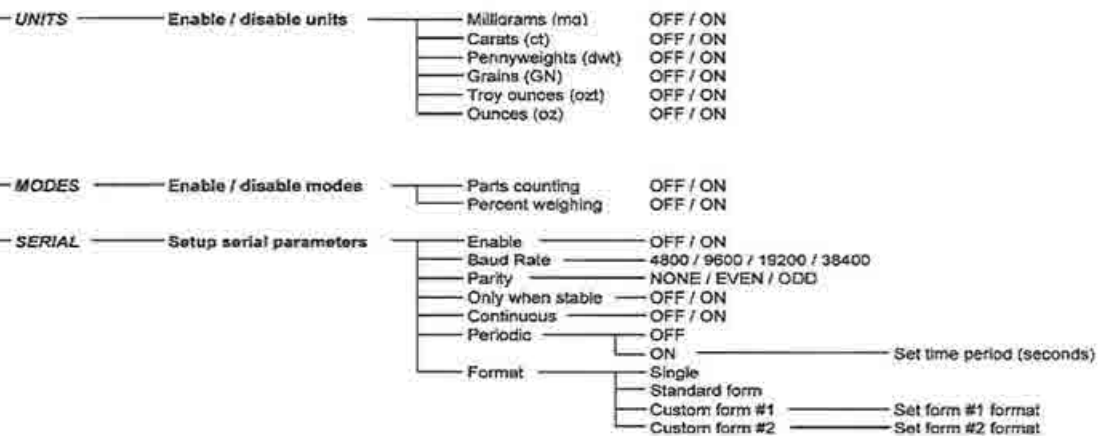 UNITS Enable / disable units Milligrams (mg) OFF / ON
Carats (ct) OFF / ON
Pennyweights (dwt) OFF / ON
Grains (GN) OFF / ON
Troy ounces (ozt) OFF / ON
Ounces (oz) OFF / ON
MODES Enable / disable modes Parts counting OFF / ON
Percent weighing OFF / ON
SERIAL Setup serial parameters Enable OFF / ON
Baud Rate 4800 / 9600 / 19200 / 38400
Parity NONE / EVEN / ODD
Only when stable OFF / ON
Continuous OFF / ON
Periodic OFF
ON Set time period (seconds)
Format Single
Standard form
Custom form #1 Set form #1 format
Custom form #2 Set form #2 format